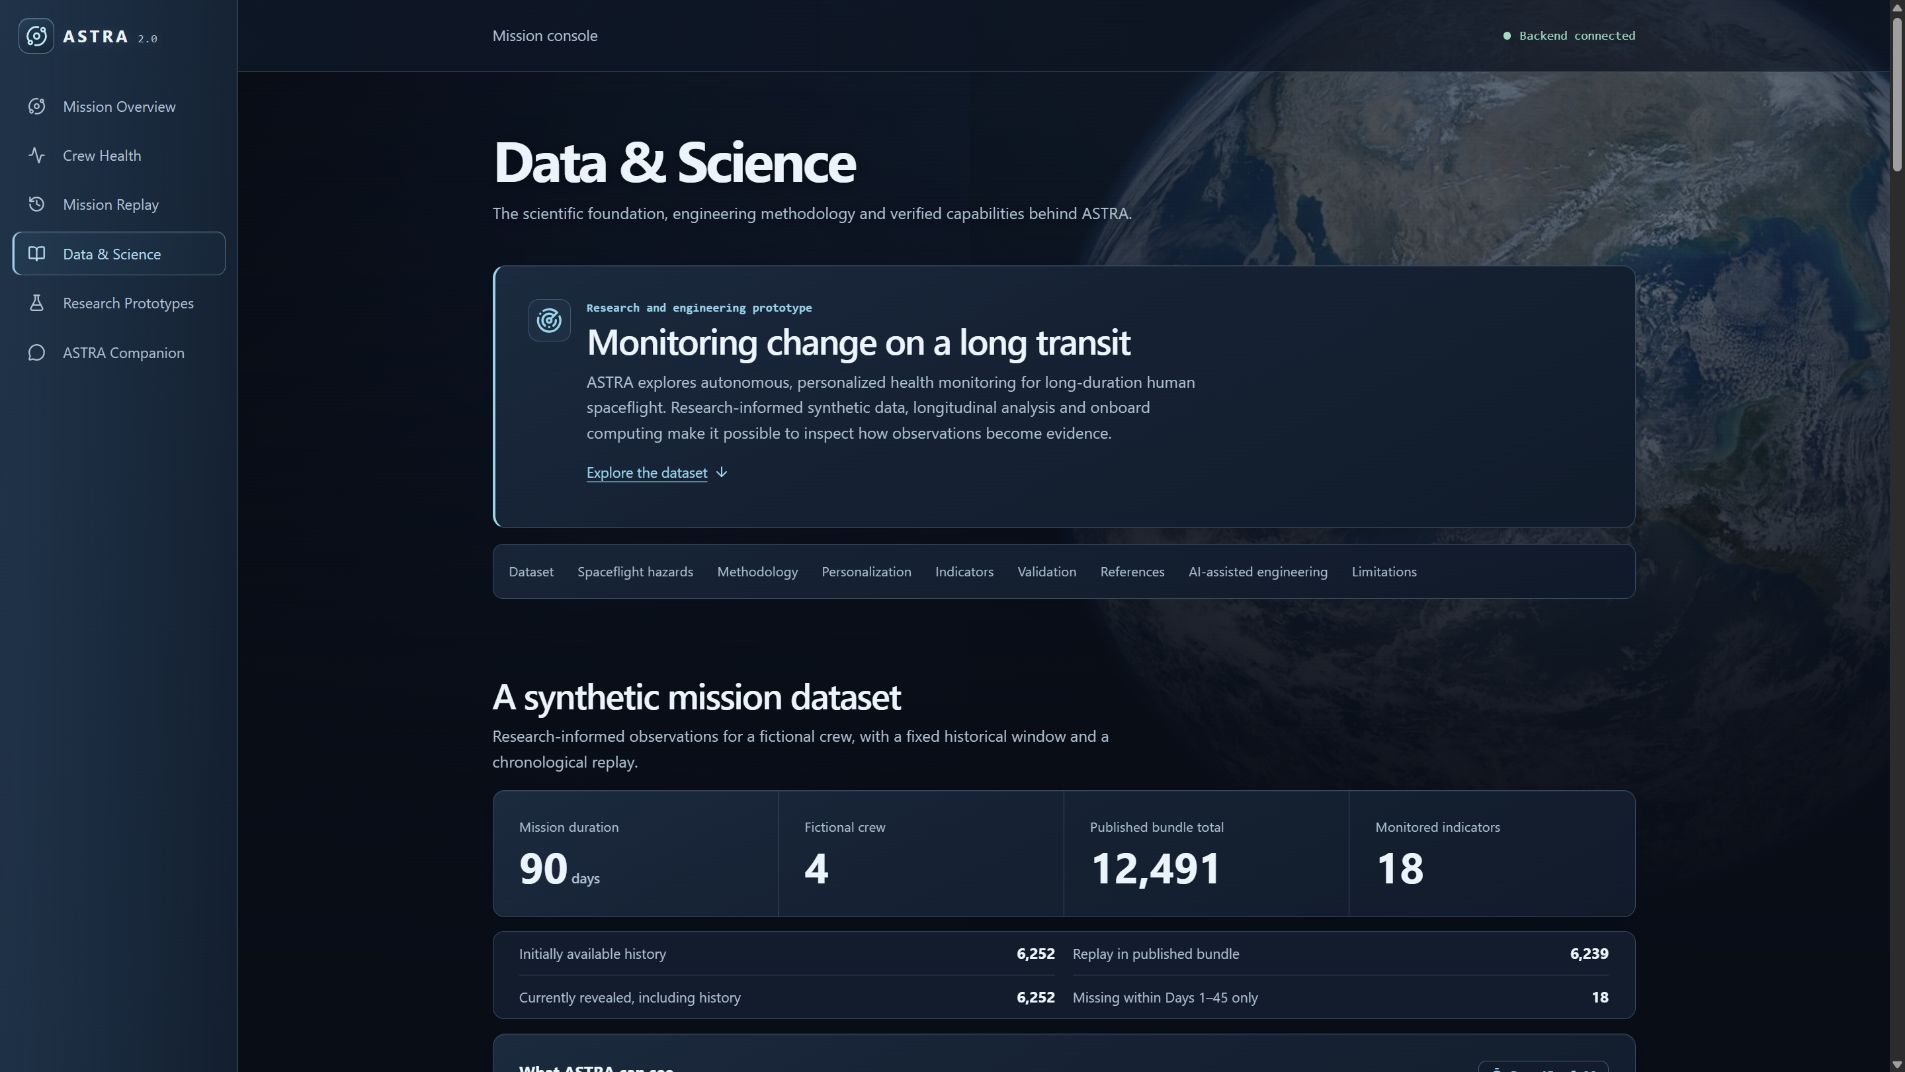 ASTRA 2.0
Mission Overview
Crew Health
Mission Replay
Data & Science
Research Prototypes
ASTRA Companion
Mission console
Backend connected
Data & Science
The scientific foundation, engineering methodology and verified capabilities behind ASTRA.
Research and engineering prototype
Monitoring change on a long transit
ASTRA explores autonomous, personalized health monitoring for long-duration human
spaceflight. Research-informed synthetic data, longitudinal analysis and onboard
computing make it possible to inspect how observations become evidence.
Explore the dataset ↓
Dataset Spaceflight hazards Methodology Personalization Indicators Validation References AI-assisted engineering Limitations
A synthetic mission dataset
Research-informed observations for a fictional crew, with a fixed historical window and a
chronological replay.
Mission duration
90 days
Fictional crew
4
Published bundle total
12,491
Monitored indicators
18
Initially available history 6,252
Replay in published bundle 6,239
Currently revealed, including history 6,252
Missing within Days 1–45 only 18
What ASTRA can see